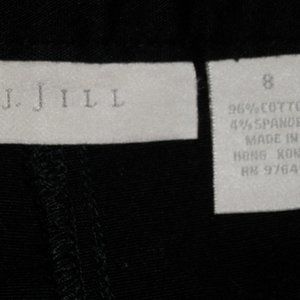 J. JILL
8
96% COTTO
4% SPANDE
MADE IN
HONG KON
RN 9764